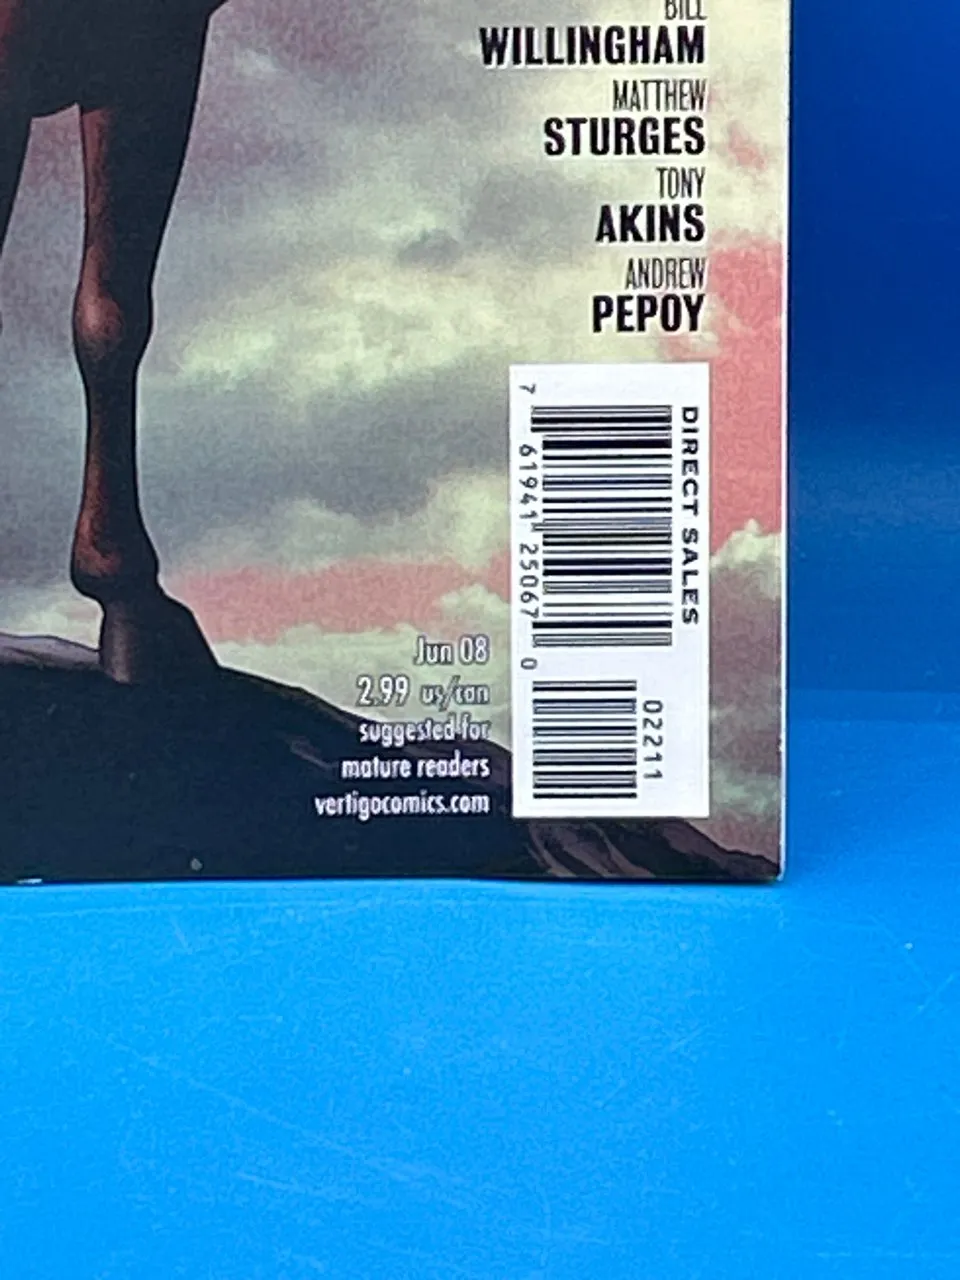 BILL
WILLINGHAM
MATTHEW
STURGES
TONY
AKINS
ANDREW
PEPOY
DIRECT SALES
7 61941 25067 0
02211
Jun 08
2.99 us/can
suggested for
mature readers
vertigocomics.com